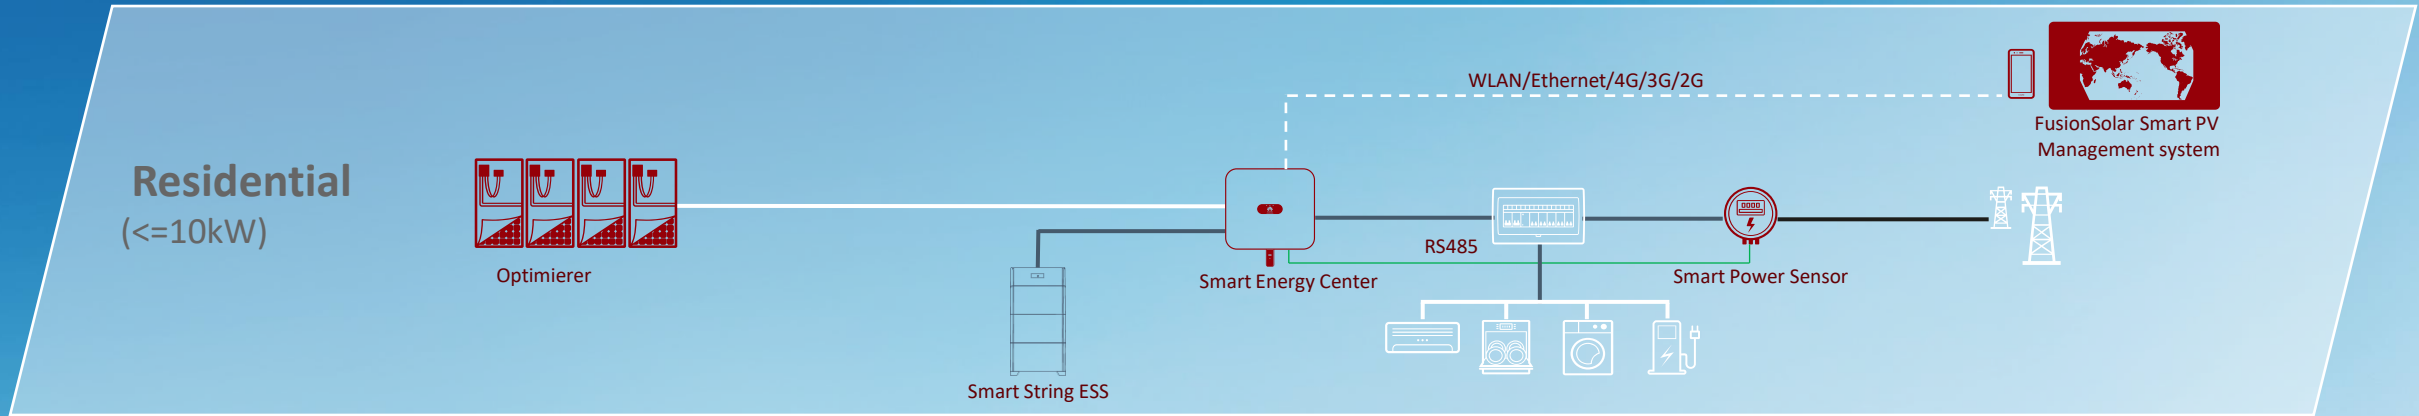 Residential
(<=10kW)
Optimierer
Smart String ESS
Smart Energy Center
WLAN/Ethernet/4G/3G/2G
RS485
Smart Power Sensor
FusionSolar Smart PV
Management system